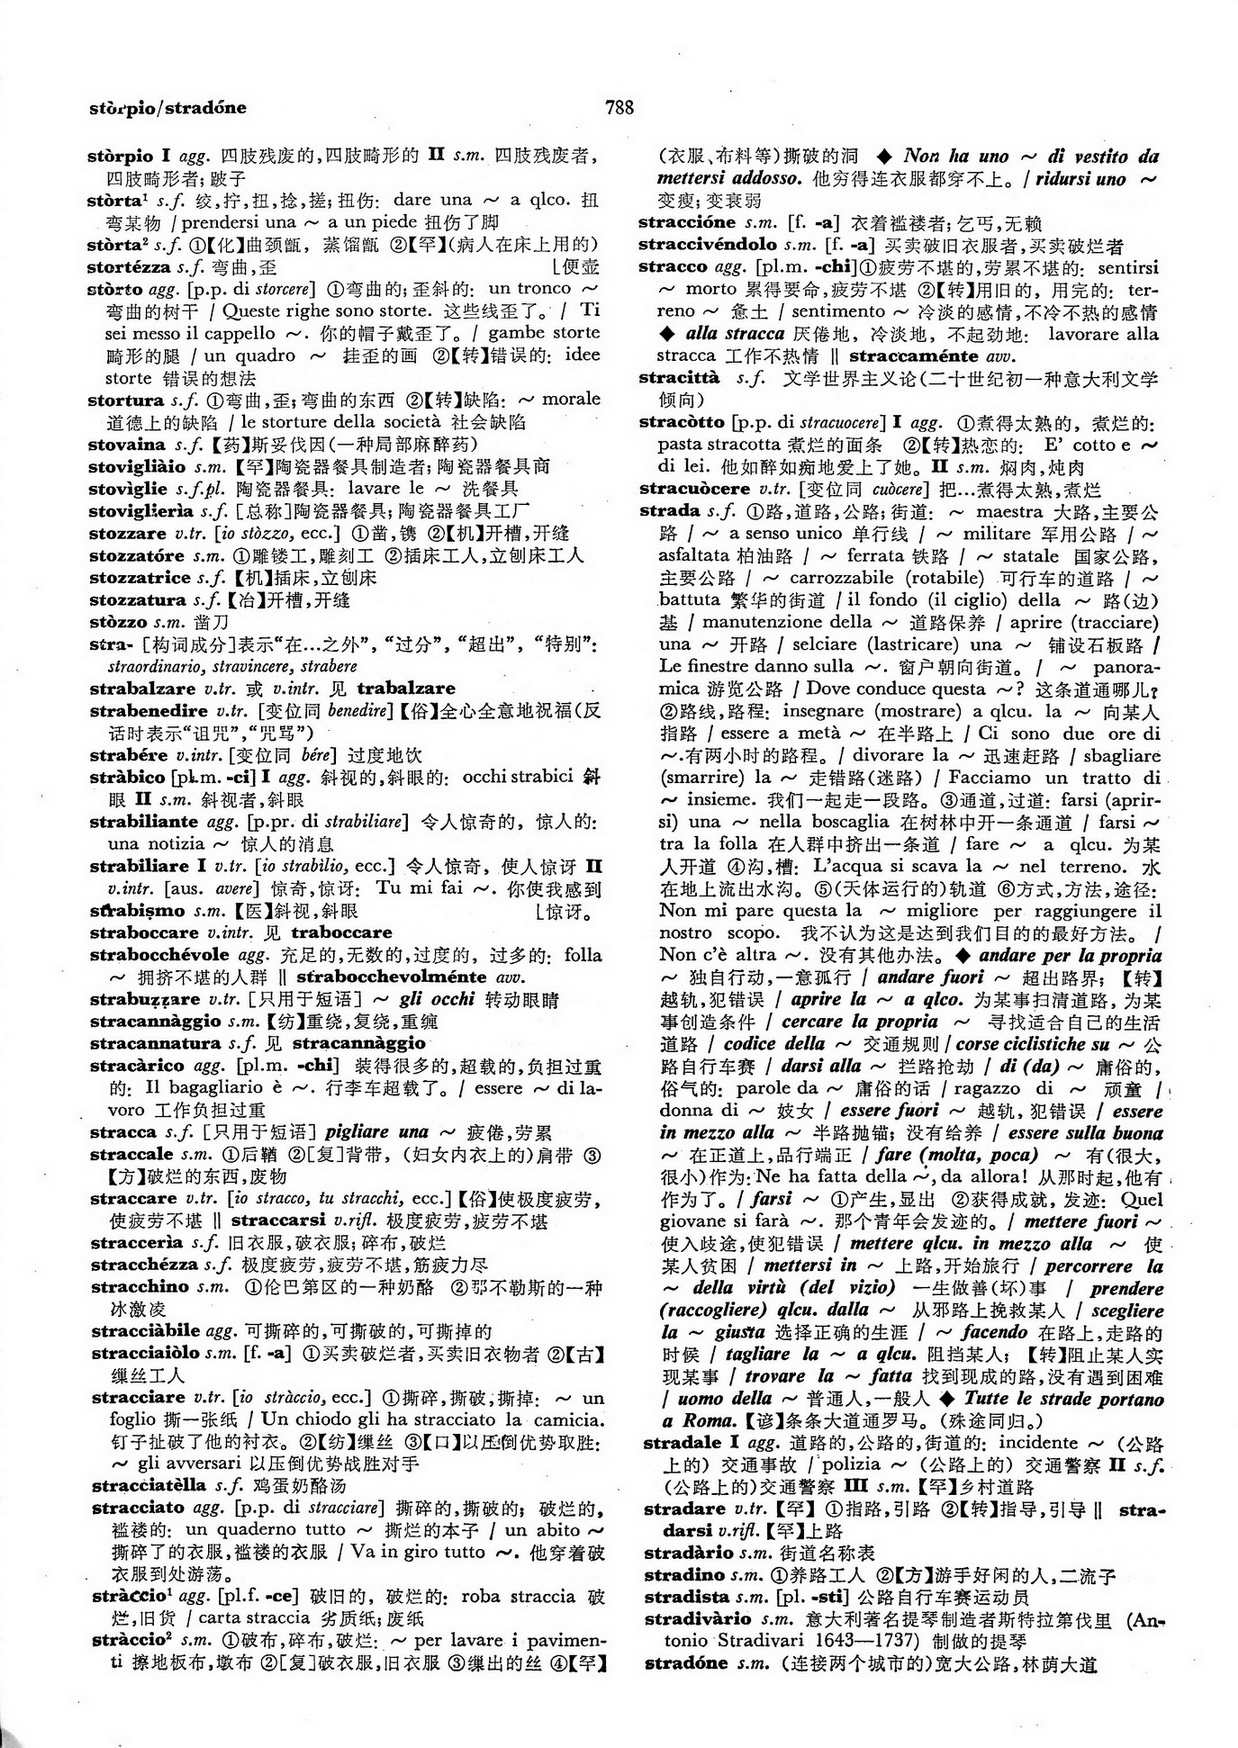 stòrpio/stradóne
788
stòrpio I agg. 四肢残废的,四肢畸形的 II s.m. 四肢残废者,
四肢畸形者; 跛子
stòrta¹ s.f. 绞,拧,扭,捻,搓; 扭伤: dare una ～ a qlco. 扭
弯某物 / prendersi una ～ a un piede 扭伤了脚
stòrta² s.f. ①【化】曲颈甑, 蒸馏甑 ②【罕】(病人在床上用的)
stortézza s.f. 弯曲,歪 ⌊便壶
stòrto agg. [p.p. di storcere] ①弯曲的; 歪斜的: un tronco ～
弯曲的树干 / Queste righe sono storte. 这些线歪了。 / Ti
sei messo il cappello ～. 你的帽子戴歪了。/ gambe storte
畸形的腿 / un quadro ～ 挂歪的画 ②【转】错误的: idee
storte 错误的想法
stortura s.f. ①弯曲,歪; 弯曲的东西 ②【转】缺陷: ～ morale
道德上的缺陷 / le storture della società 社会缺陷
stovaina s.f. 【药】斯妥伐因(一种局部麻醉药)
stovigliàio s.m. 【罕】陶瓷器餐具制造者; 陶瓷器餐具商
stovìglie s.f.pl. 陶瓷器餐具: lavare le ～ 洗餐具
stoviglierìa s.f. [总称]陶瓷器餐具; 陶瓷器餐具工厂
stozzare v.tr. [io stòzzo, ecc.] ①凿,镌 ②【机】开槽,开缝
stozzatóre s.m. ①雕镂工,雕刻工 ②插床工人,立刨床工人
stozzatrice s.f. 【机】插床,立刨床
stozzatura s.f. 【冶】开槽,开缝
stòzzo s.m. 凿刀
stra- [构词成分]表示“在…之外”, “过分”, “超出”, “特别”:
straordinario, stravincere, strabere
strabalzare v.tr. 或 v.intr. 见 trabalzare
strabenedire v.tr. [变位同 benedire]【俗】全心全意地祝福(反
话时表示“诅咒”,“咒骂”)
strabére v.intr. [变位同 bére] 过度地饮
stràbico [pl.m. -ci] I agg. 斜视的,斜眼的: occhi strabici 斜
眼 II s.m. 斜视者,斜眼
strabiliante agg. [p.pr. di strabiliare] 令人惊奇的, 惊人的:
una notizia ～ 惊人的消息
strabiliare I v.tr. [io strabilio, ecc.] 令人惊奇, 使人惊讶 II
v.intr. [aus. avere] 惊奇,惊讶: Tu mi fai ～. 你使我感到
strabismo s.m. 【医】斜视,斜眼 ⌊惊讶。
straboccare v.intr. 见 traboccare
strabocchévole agg. 充足的,无数的,过度的, 过多的: folla
～ 拥挤不堪的人群 ‖ strabocchevolménte avv.
strabuzzare v.tr. [只用于短语] ～ gli occhi 转动眼睛
stracannàggio s.m. 【纺】重绕,复绕,重缠
stracannatura s.f. 见 stracannàggio
stracàrico agg. [pl.m. -chi] 装得很多的,超载的,负担过重
的: Il bagagliario è ～. 行李车超载了。/ essere ～ di la-
voro 工作负担过重
stracca s.f. [只用于短语] pigliare una ～ 疲倦,劳累
straccale s.m. ①后鞧 ②[复]背带, (妇女内衣上的)肩带 ③
【方】破烂的东西,废物
straccare v.tr. [io stracco, tu stracchi, ecc.]【俗】使极度疲劳,
使疲劳不堪 ‖ straccarsi v.rifl. 极度疲劳,疲劳不堪
straccerìa s.f. 旧衣服,破衣服; 碎布,破烂
stracchézza s.f. 极度疲劳,疲劳不堪,筋疲力尽
stracchino s.m. ①伦巴第区的一种奶酪 ②那不勒斯的一种
冰激凌
stracciàbile agg. 可撕碎的,可撕破的,可撕掉的
stracciaiòlo s.m. [f. -a] ①买卖破烂者,买卖旧衣物者 ②【古】
缫丝工人
stracciare v.tr. [io stràccio, ecc.] ①撕碎,撕破,撕掉: ～ un
foglio 撕一张纸 / Un chiodo gli ha stracciato la camicia.
钉子扯破了他的衬衣。②【纺】缫丝 ③【口】以压倒优势取胜:
～ gli avversari 以压倒优势战胜对手
stracciatèlla s.f. 鸡蛋奶酪汤
stracciato agg. [p.p. di stracciare] 撕碎的,撕破的; 破烂的,
褴褛的: un quaderno tutto ～ 撕烂的本子 / un abito ～
撕碎了的衣服,褴褛的衣服 / Va in giro tutto ～. 他穿着破
衣服到处游荡。
stràccio¹ agg. [pl.f. -ce] 破旧的, 破烂的: roba straccia 破
烂,旧货 / carta straccia 劣质纸; 废纸
stràccio² s.m. ①破布,碎布,破烂: ～ per lavare i pavimen-
ti 擦地板布,墩布 ②[复]破衣服,旧衣服 ③缫出的丝 ④【罕】
(衣服、布料等)撕破的洞 ◆ Non ha uno ～ di vestito da
mettersi addosso. 他穷得连衣服都穿不上。/ ridursi uno ～
变瘦; 变衰弱
straccióne s.m. [f. -a] 衣着褴褛者; 乞丐,无赖
straccivéndolo s.m. [f. -a] 买卖破旧衣服者,买卖破烂者
stracco agg. [pl.m. -chi]①疲劳不堪的,劳累不堪的: sentirsi
～ morto 累得要命,疲劳不堪 ②【转】用旧的, 用完的: ter-
reno ～ 惫土 / sentimento ～ 冷淡的感情,不冷不热的感情
◆ alla stracca 厌倦地, 冷淡地, 不起劲地: lavorare alla
stracca 工作不热情 ‖ straccaménte avv.
stracittà s.f. 文学世界主义论(二十世纪初一种意大利文学
倾向)
stracòtto [p.p. di stracuocere] I agg. ①煮得太熟的, 煮烂的:
pasta stracotta 煮烂的面条 ②【转】热恋的: E' cotto e ～
di lei. 他如醉如痴地爱上了她。II s.m. 焖肉,炖肉
stracuòcere v.tr. [变位同 cuòcere] 把…煮得太熟,煮烂
strada s.f. ①路,道路,公路; 街道: ～ maestra 大路,主要公
路 / ～ a senso unico 单行线 / ～ militare 军用公路 / ～
asfaltata 柏油路 / ～ ferrata 铁路 / ～ statale 国家公路,
主要公路 / ～ carrozzabile (rotabile) 可行车的道路 / ～
battuta 繁华的街道 / il fondo (il ciglio) della ～ 路(边)
基 / manutenzione della ～ 道路保养 / aprire (tracciare)
una ～ 开路 / selciare (lastricare) una ～ 铺设石板路 /
Le finestre danno sulla ～. 窗户朝向街道。/ ～ panora-
mica 游览公路 / Dove conduce questa ～? 这条道通哪儿?
②路线,路程: insegnare (mostrare) a qlcu. la ～ 向某人
指路 / essere a metà ～ 在半路上 / Ci sono due ore di
～.有两小时的路程。/ divorare la ～ 迅速赶路 / sbagliare
(smarrire) la ～ 走错路(迷路) / Facciamo un tratto di
～ insieme. 我们一起走一段路。③通道,过道: farsi (aprir-
si) una ～ nella boscaglia 在树林中开一条通道 / farsi ～
tra la folla 在人群中挤出一条道 / fare ～ a qlcu. 为某
人开道 ④沟,槽: L'acqua si scava la ～ nel terreno. 水
在地上流出水沟。⑤(天体运行的)轨道 ⑥方式,方法,途径:
Non mi pare questa la ～ migliore per raggiungere il
nostro scopo. 我不认为这是达到我们目的的最好方法。 /
Non c'è altra ～. 没有其他办法。◆ andare per la propria
～ 独自行动,一意孤行 / andare fuori ～ 超出路界; 【转】
越轨,犯错误 / aprire la ～ a qlco. 为某事扫清道路, 为某
事创造条件 / cercare la propria ～ 寻找适合自己的生活
道路 / codice della ～ 交通规则 / corse ciclistiche su ～ 公
路自行车赛 / darsi alla ～ 拦路抢劫 / di (da) ～ 庸俗的,
俗气的: parole da ～ 庸俗的话 / ragazzo di ～ 顽童 /
donna di ～ 妓女 / essere fuori ～ 越轨, 犯错误 / essere
in mezzo alla ～ 半路抛锚; 没有给养 / essere sulla buona
～ 在正道上,品行端正 / fare (molta, poca) ～ 有(很大,
很小)作为: Ne ha fatta della ～, da allora! 从那时起,他有
作为了。/ farsi ～ ①产生,显出 ②获得成就, 发迹: Quel
giovane si farà ～. 那个青年会发迹的。/ mettere fuori ～
使入歧途,使犯错误 / mettere qlcu. in mezzo alla ～ 使
某人贫困 / mettersi in ～ 上路,开始旅行 / percorrere la
～ della virtù (del vizio) 一生做善(坏)事 / prendere
(raccogliere) qlcu. dalla ～ 从邪路上挽救某人 / scegliere
la ～ giusta 选择正确的生涯 / ～ facendo 在路上,走路的
时候 / tagliare la ～ a qlcu. 阻挡某人; 【转】阻止某人实
现某事 / trovare la ～ fatta 找到现成的路,没有遇到困难
/ uomo della ～ 普通人,一般人 ◆ Tutte le strade portano
a Roma.【谚】条条大道通罗马。(殊途同归。)
stradale I agg. 道路的,公路的,街道的: incidente ～ (公路
上的) 交通事故 / polizia ～ (公路上的) 交通警察 II s.f.
(公路上的)交通警察 III s.m. 【罕】乡村道路
stradare v.tr. 【罕】 ①指路,引路 ②【转】指导,引导 ‖ stra-
darsi v.rifl. 【罕】上路
stradàrio s.m. 街道名称表
stradino s.m. ①养路工人 ②【方】游手好闲的人,二流子
stradista s.m. [pl. -sti] 公路自行车赛运动员
stradivàrio s.m. 意大利著名提琴制造者斯特拉第伐里 (An-
tonio Stradivari 1643—1737) 制做的提琴
stradóne s.m. (连接两个城市的)宽大公路,林荫大道